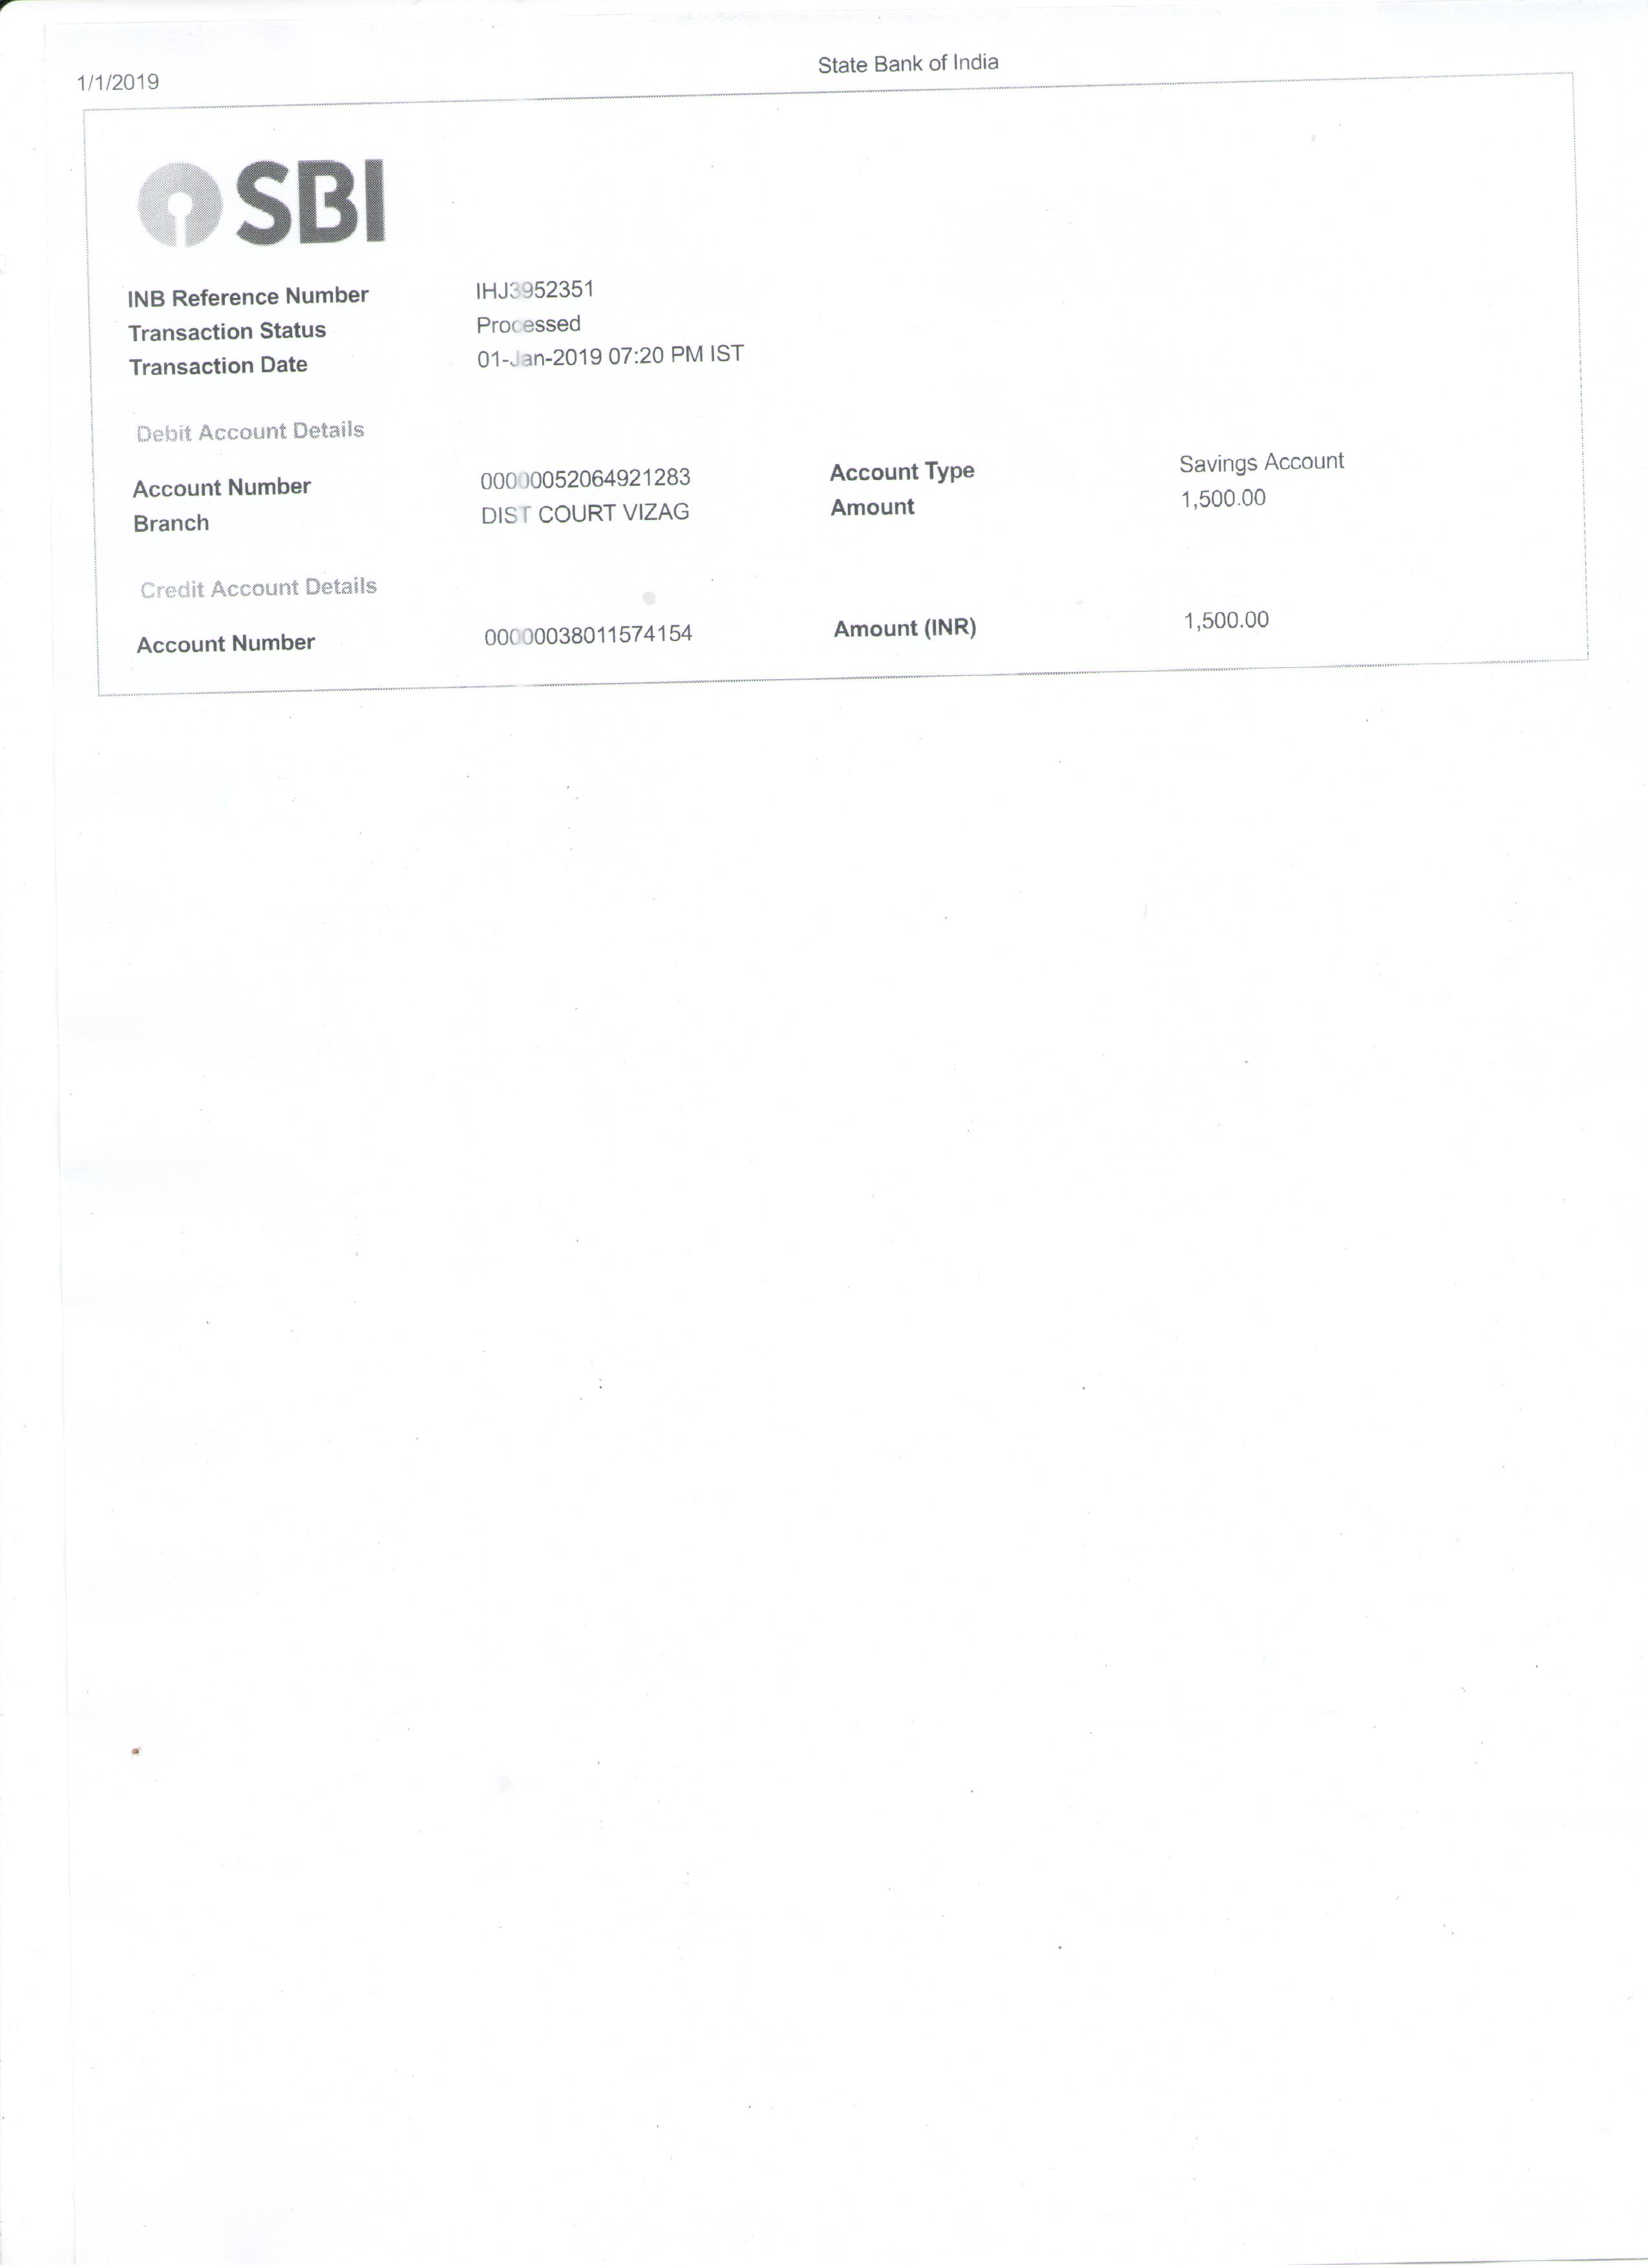 1/1/2019 State Bank of India
SBI
INB Reference Number IHJ3952351
Transaction Status Processed
Transaction Date 01-Jan-2019 07:20 PM IST
Debit Account Details
Account Number 00000052064921283 Account Type Savings Account
Branch DIST COURT VIZAG Amount 1,500.00
Credit Account Details
Account Number 00000038011574154 Amount (INR) 1,500.00